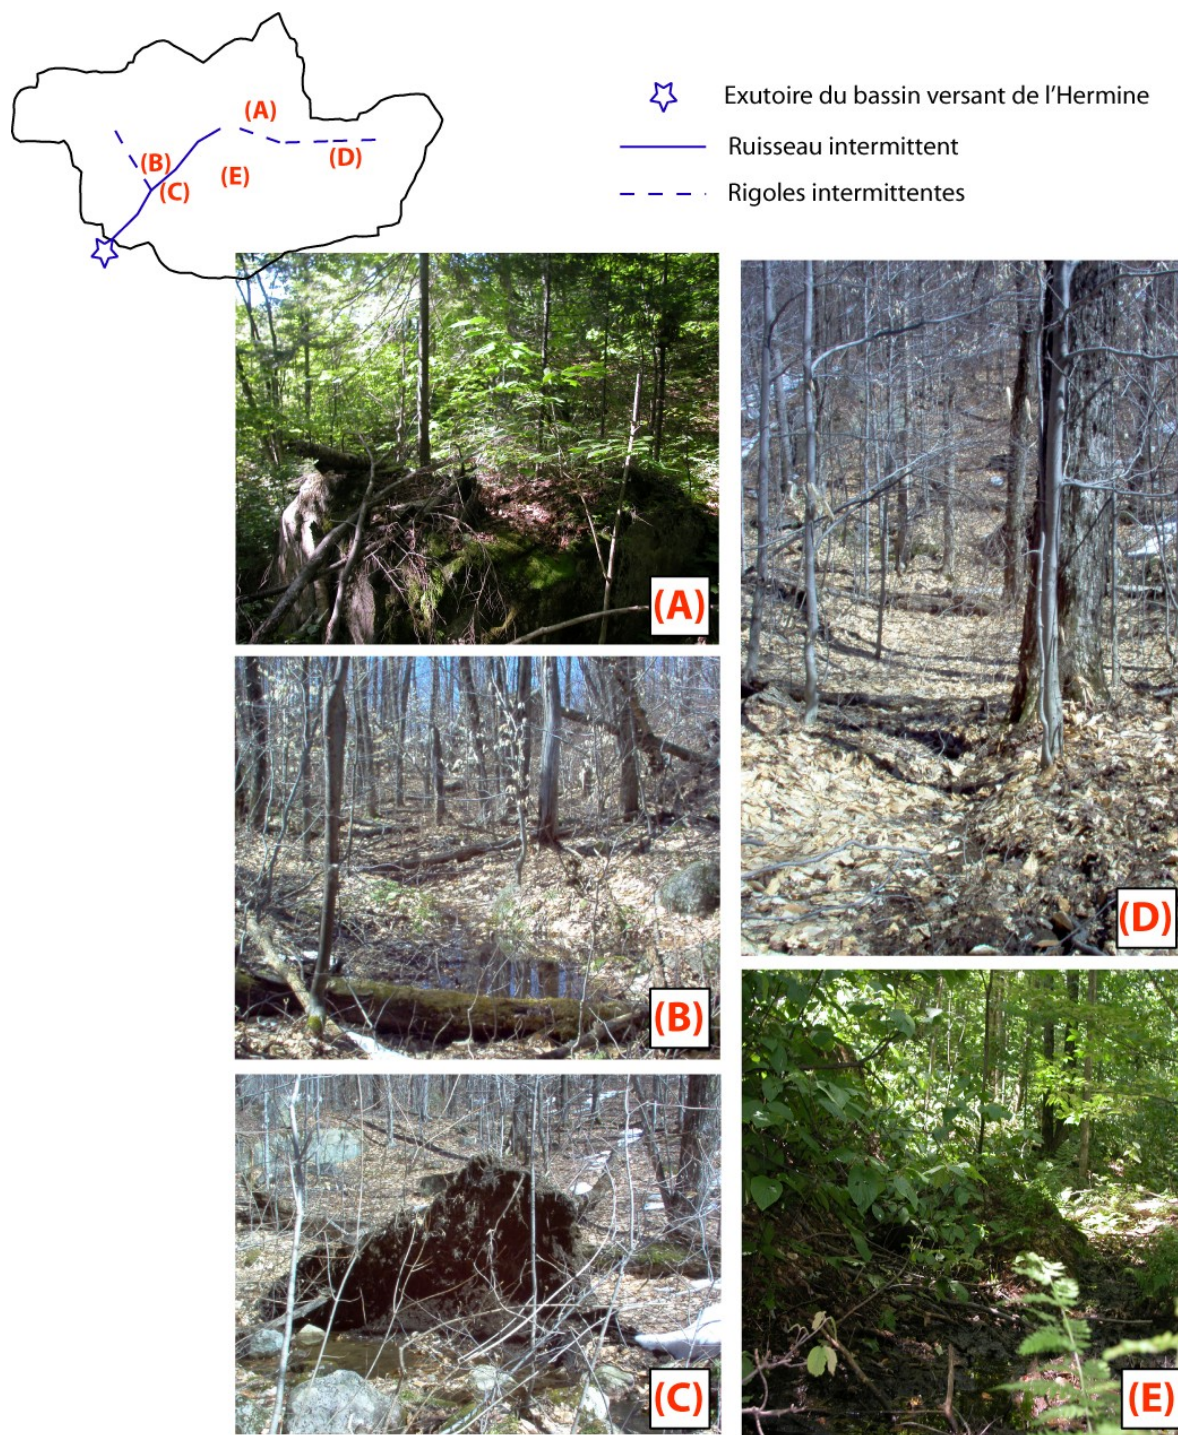 (A)
(B)
(C)
(D)
(E)
Exutoire du bassin versant de l'Hermine
Ruisseau intermittent
Rigoles intermittentes
(A)
(B)
(C)
(D)
(E)